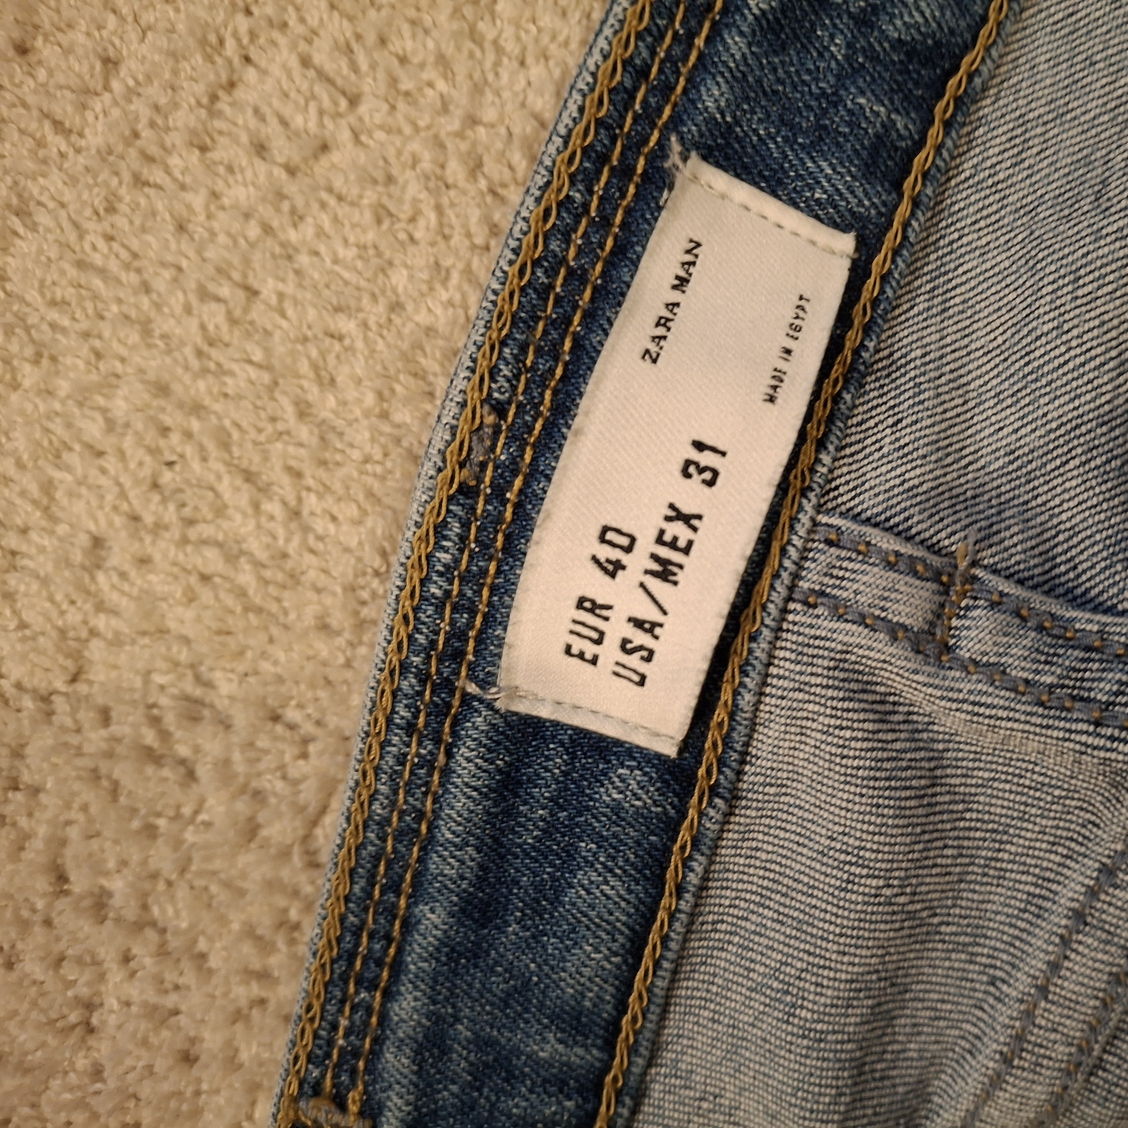 ZARA MAN
MADE IN EGYPT
EUR 40
USA/MEX 31